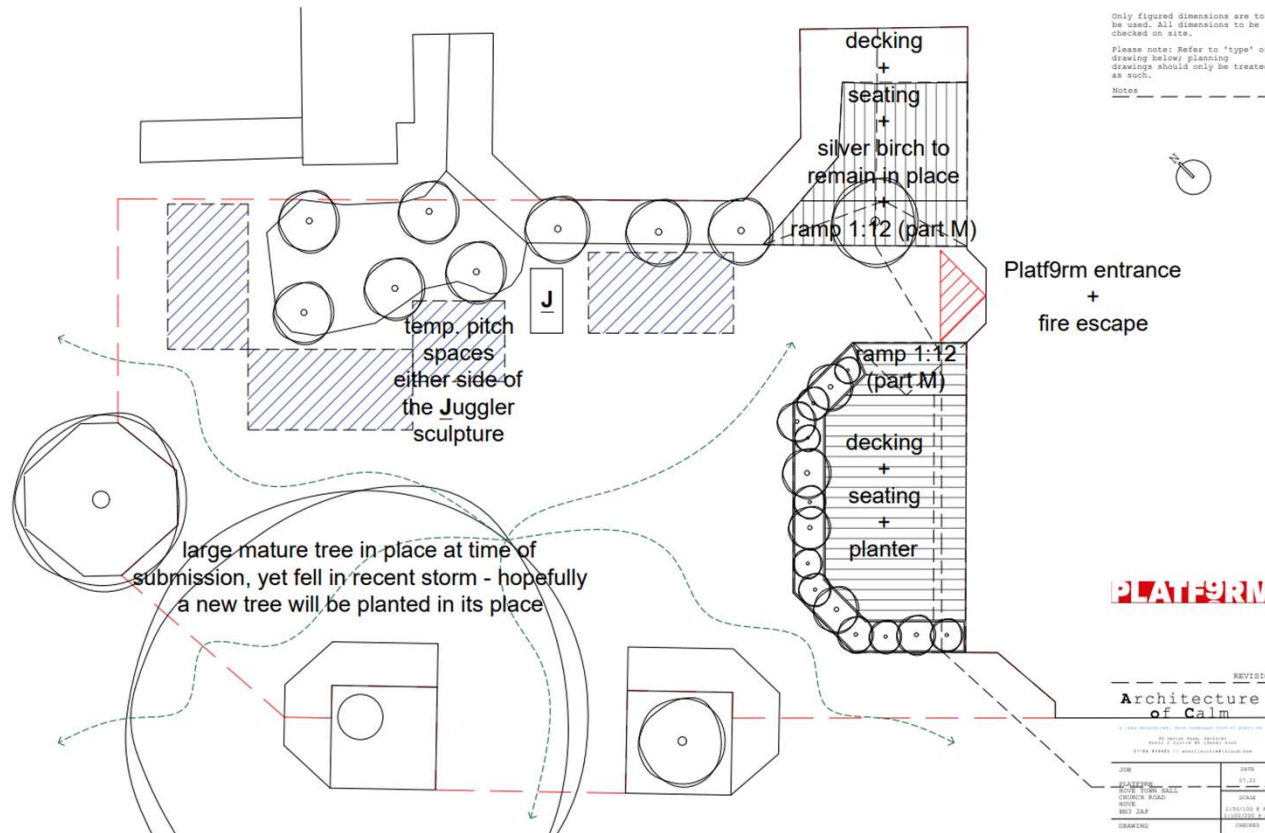 Only figured dimensions are to
be used. All dimensions to be
checked on site.
Please note: Refer to 'type' o
drawing below; planning
drawings should only be treate
as such.
Notes
N
decking
+
seating
+
silver birch to
remain in place
+
ramp 1:12 (part M)
Platf9rm entrance
+
fire escape
J
temp. pitch
spaces
either side of
the Juggler
sculpture
ramp 1:12
(part M)
decking
+
seating
+
planter
large mature tree in place at time of
submission, yet fell in recent storm - hopefully
a new tree will be planted in its place
PLATF9RM
REVISI
Architecture
of Calm
JOB
DATE
PLATF9RM
HOVE TOWN HALL
CHURCH ROAD
HOVE
BN3 2AF
07.21
SCALE
DRAWING
CHECKED